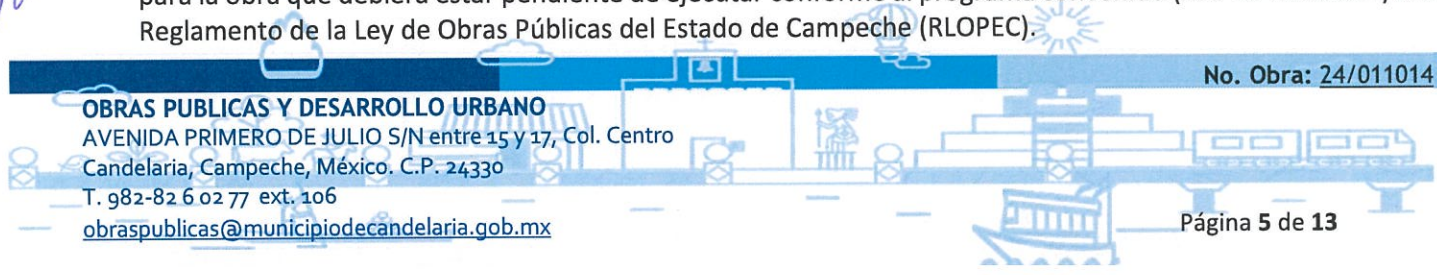 Reglamento de la Ley de Obras Públicas del Estado de Campeche (RLOPEC).
No. Obra: 24/011014
OBRAS PUBLICAS Y DESARROLLO URBANO
AVENIDA PRIMERO DE JULIO S/N entre 15 y 17, Col. Centro
Candelaria, Campeche, México. C.P. 24330
T. 982-82 6 02 77 ext. 106
obraspublicas@municipiodecandelaria.gob.mx
Página 5 de 13